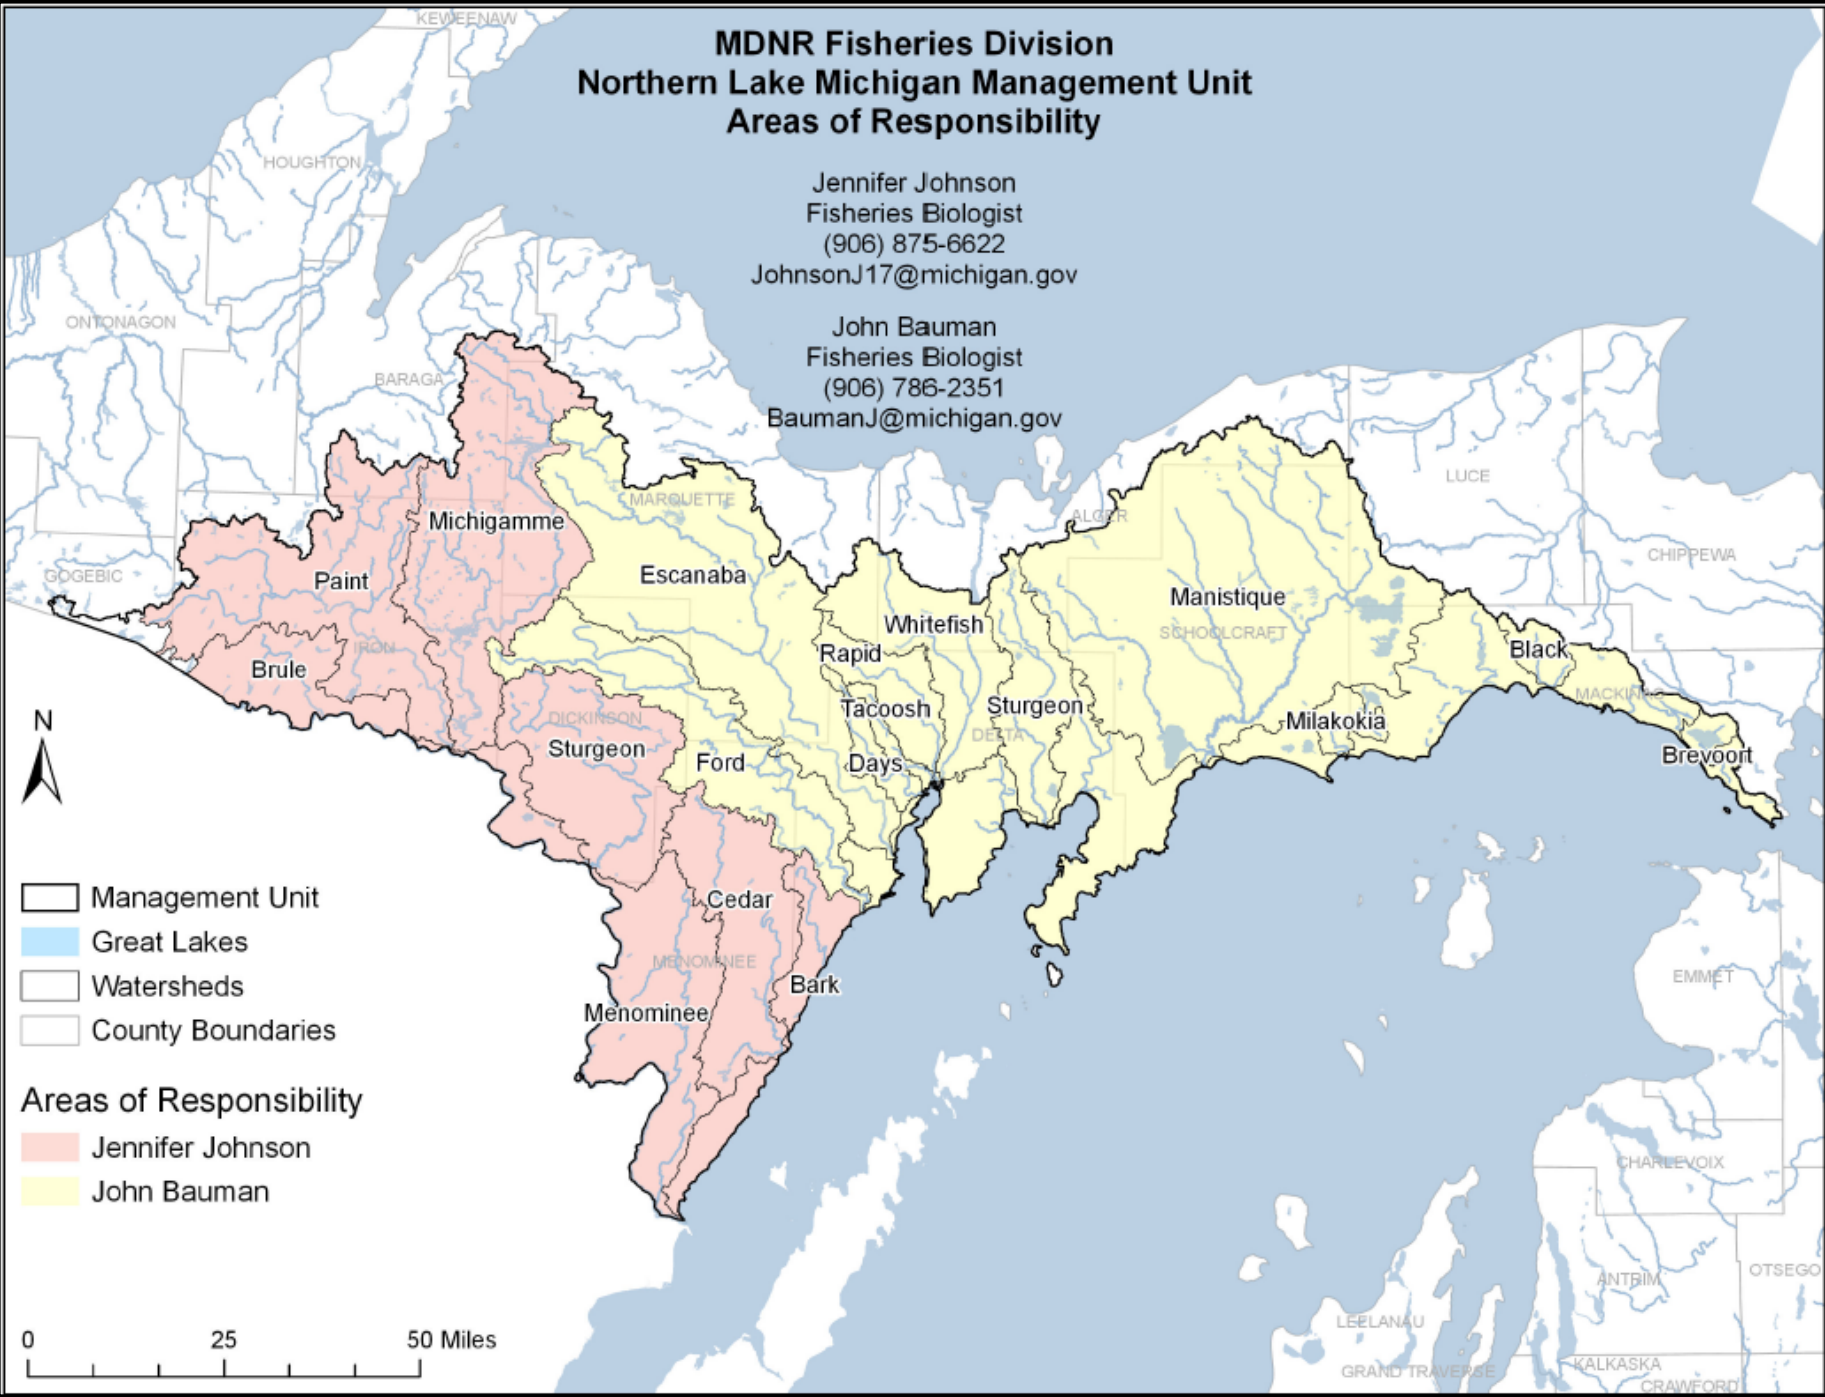 MDNR Fisheries Division
Northern Lake Michigan Management Unit
Areas of Responsibility
Jennifer Johnson
Fisheries Biologist
(906) 875-6622
JohnsonJ17@michigan.gov
John Bauman
Fisheries Biologist
(906) 786-2351
BaumanJ@michigan.gov
KEWEENAW
HOUGHTON
ONTONAGON
BARAGA
GOGEBIC
MARQUETTE
ALGER
LUCE
CHIPPEWA
IRON
DICKINSON
MENOMINEE
DELTA
SCHOOLCRAFT
MACKINAC
EMMET
CHARLEVOIX
ANTRIM
OTSEGO
LEELANAU
GRAND TRAVERSE
KALKASKA
CRAWFORD
Michigamme
Paint
Brule
Escanaba
Whitefish
Rapid
Tacoosh
Days
Sturgeon
Manistique
Milakokia
Black
Brevoort
Sturgeon
Ford
Cedar
Bark
Menominee
N
Management Unit
Great Lakes
Watersheds
County Boundaries
Areas of Responsibility
Jennifer Johnson
John Bauman
0 25 50 Miles